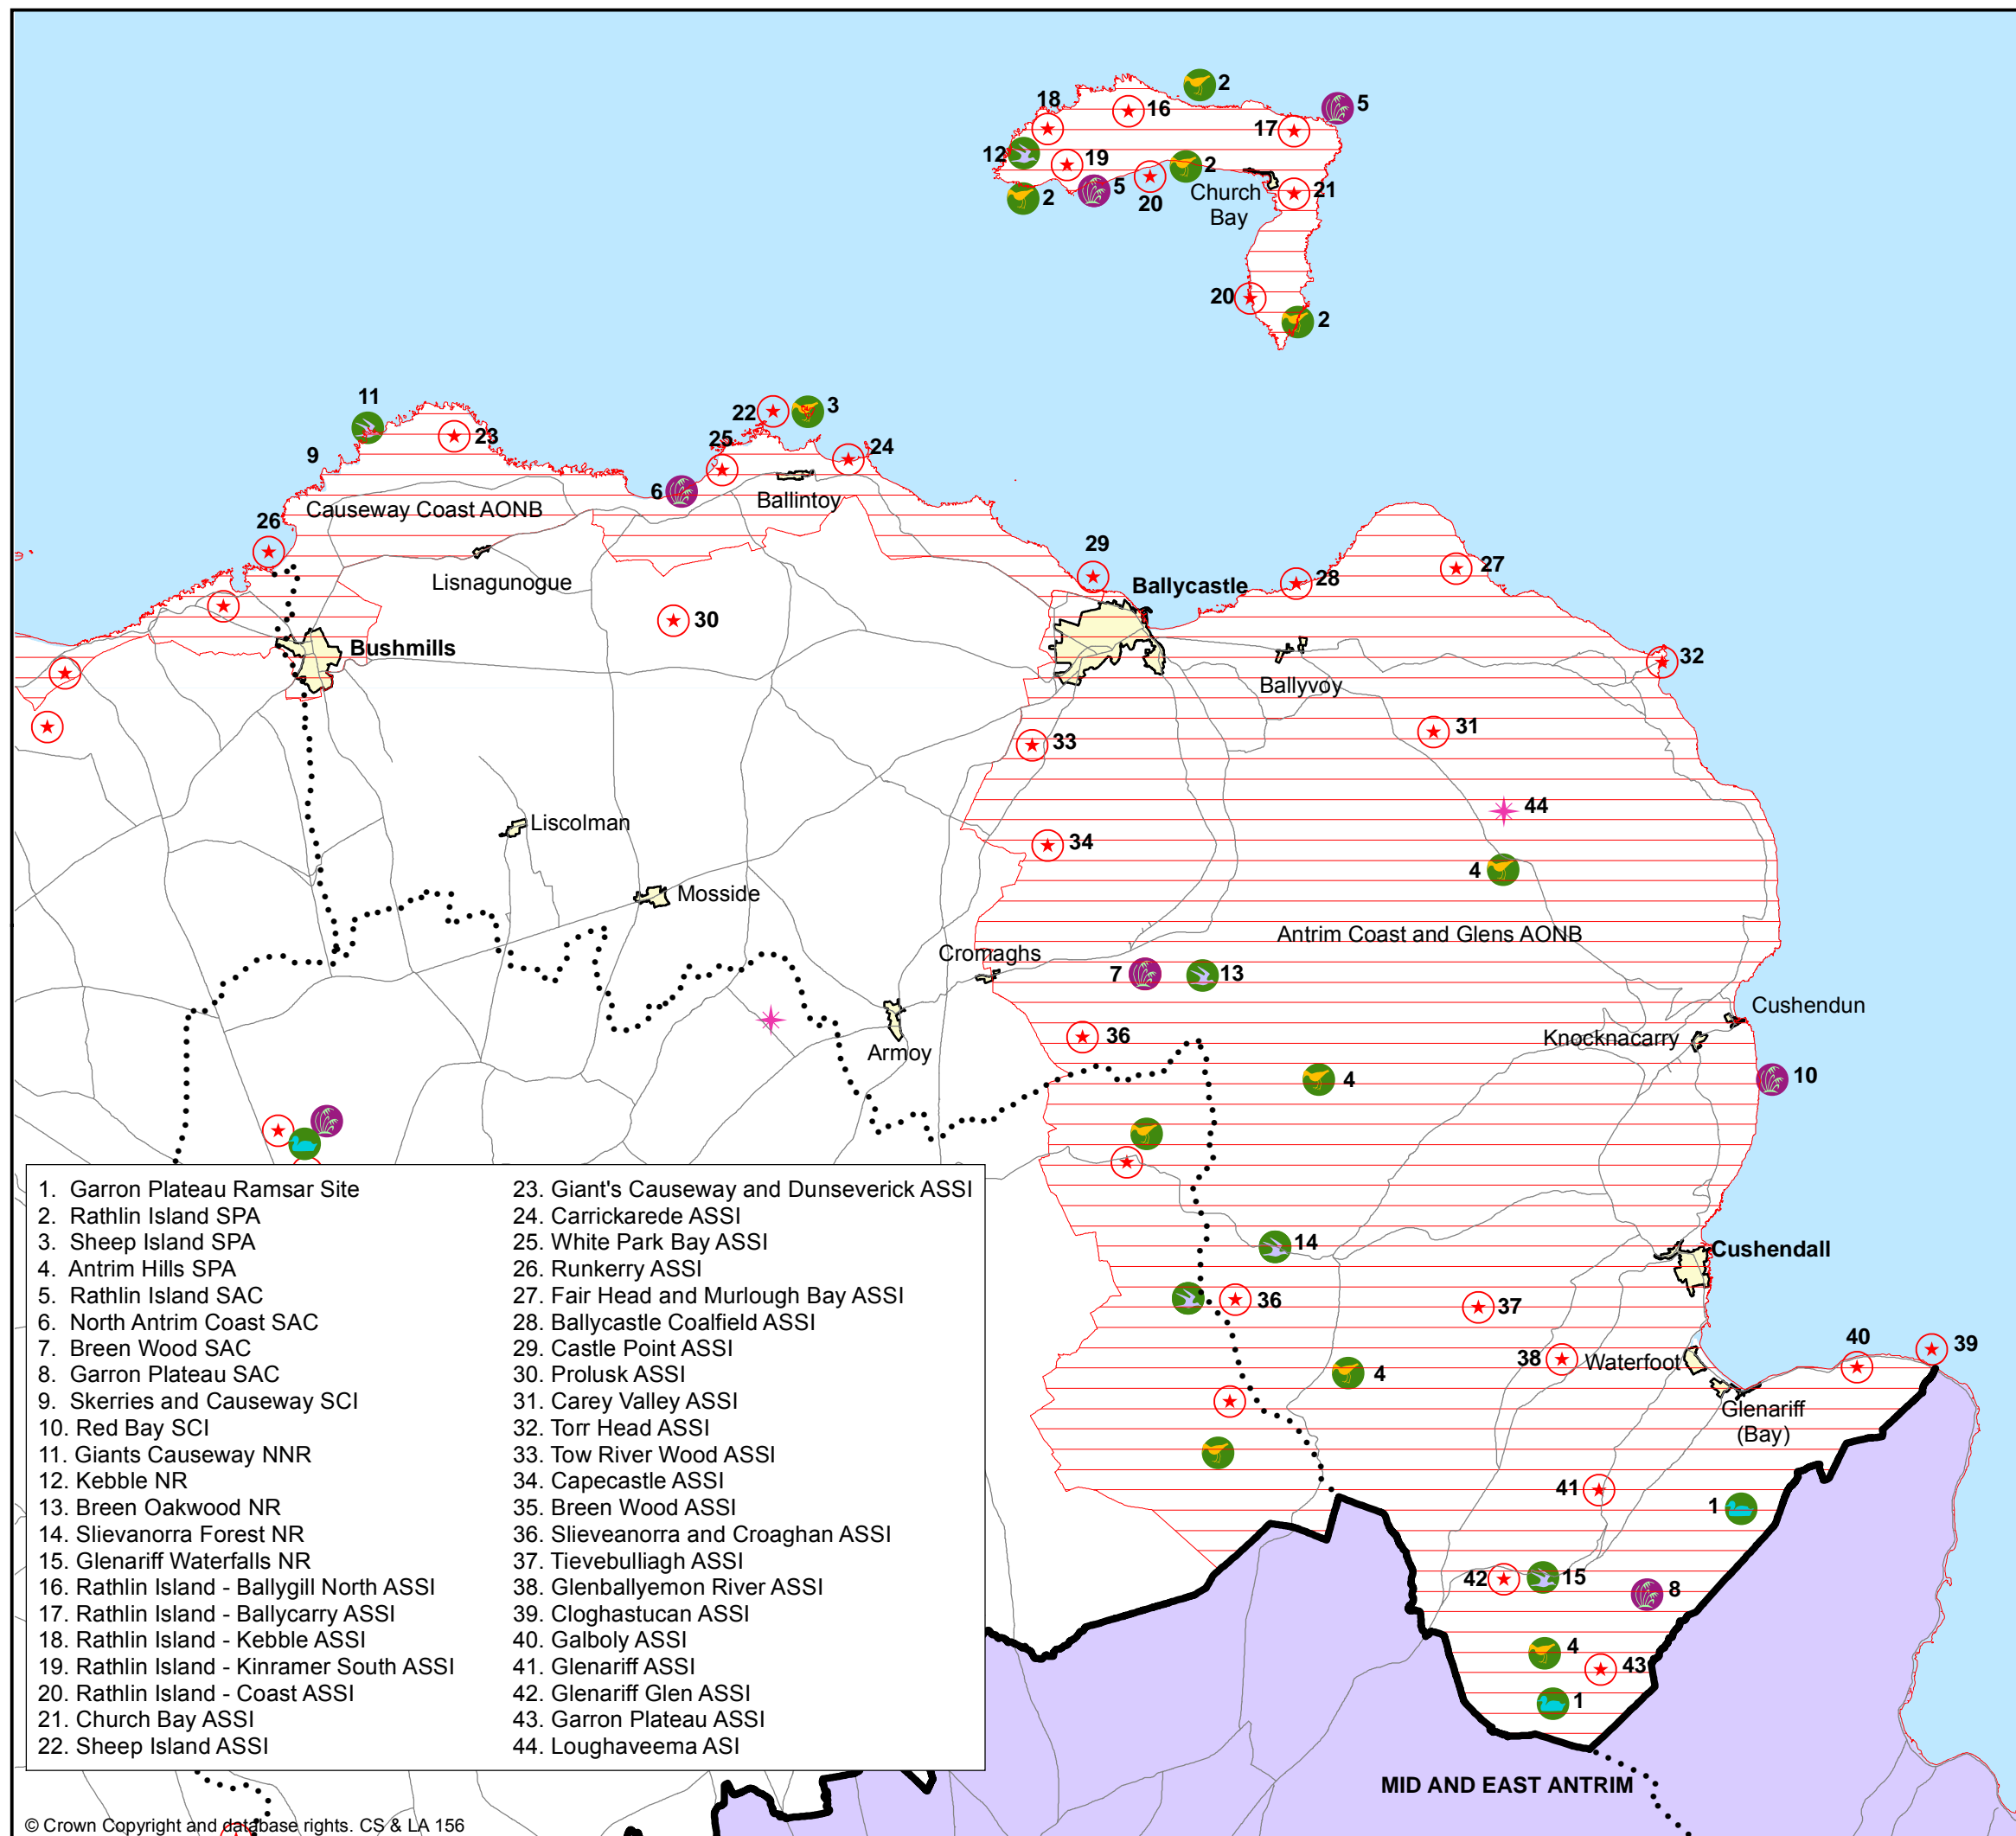 2
5
18
16
17
12
19
2
5
2
20
Church
Bay
21
20
2
11
22
3
23
25
24
9
6
Ballintoy
Causeway Coast AONB
26
Lisnagunogue
29
Ballycastle
28
27
30
Bushmills
Ballyvoy
32
31
33
44
Liscolman
34
4
Mosside
Antrim Coast and Glens AONB
Cromaghs
7
13
Cushendun
Knocknacarry
36
Armoy
4
10
14
Cushendall
36
37
38
Waterfoot
40
39
4
Glenariff
(Bay)
41
1
42
15
8
4
43
1
1. Garron Plateau Ramsar Site
2. Rathlin Island SPA
3. Sheep Island SPA
4. Antrim Hills SPA
5. Rathlin Island SAC
6. North Antrim Coast SAC
7. Breen Wood SAC
8. Garron Plateau SAC
9. Skerries and Causeway SCI
10. Red Bay SCI
11. Giants Causeway NNR
12. Kebble NR
13. Breen Oakwood NR
14. Slievanorra Forest NR
15. Glenariff Waterfalls NR
16. Rathlin Island - Ballygill North ASSI
17. Rathlin Island - Ballycarry ASSI
18. Rathlin Island - Kebble ASSI
19. Rathlin Island - Kinramer South ASSI
20. Rathlin Island - Coast ASSI
21. Church Bay ASSI
22. Sheep Island ASSI
23. Giant's Causeway and Dunseverick ASSI
24. Carrickarede ASSI
25. White Park Bay ASSI
26. Runkerry ASSI
27. Fair Head and Murlough Bay ASSI
28. Ballycastle Coalfield ASSI
29. Castle Point ASSI
30. Prolusk ASSI
31. Carey Valley ASSI
32. Torr Head ASSI
33. Tow River Wood ASSI
34. Capecastle ASSI
35. Breen Wood ASSI
36. Slieveanorra and Croaghan ASSI
37. Tievebulliagh ASSI
38. Glenballyemon River ASSI
39. Cloghastucan ASSI
40. Galboly ASSI
41. Glenariff ASSI
42. Glenariff Glen ASSI
43. Garron Plateau ASSI
44. Loughaveema ASI
MID AND EAST ANTRIM
© Crown Copyright and database rights. CS & LA 156